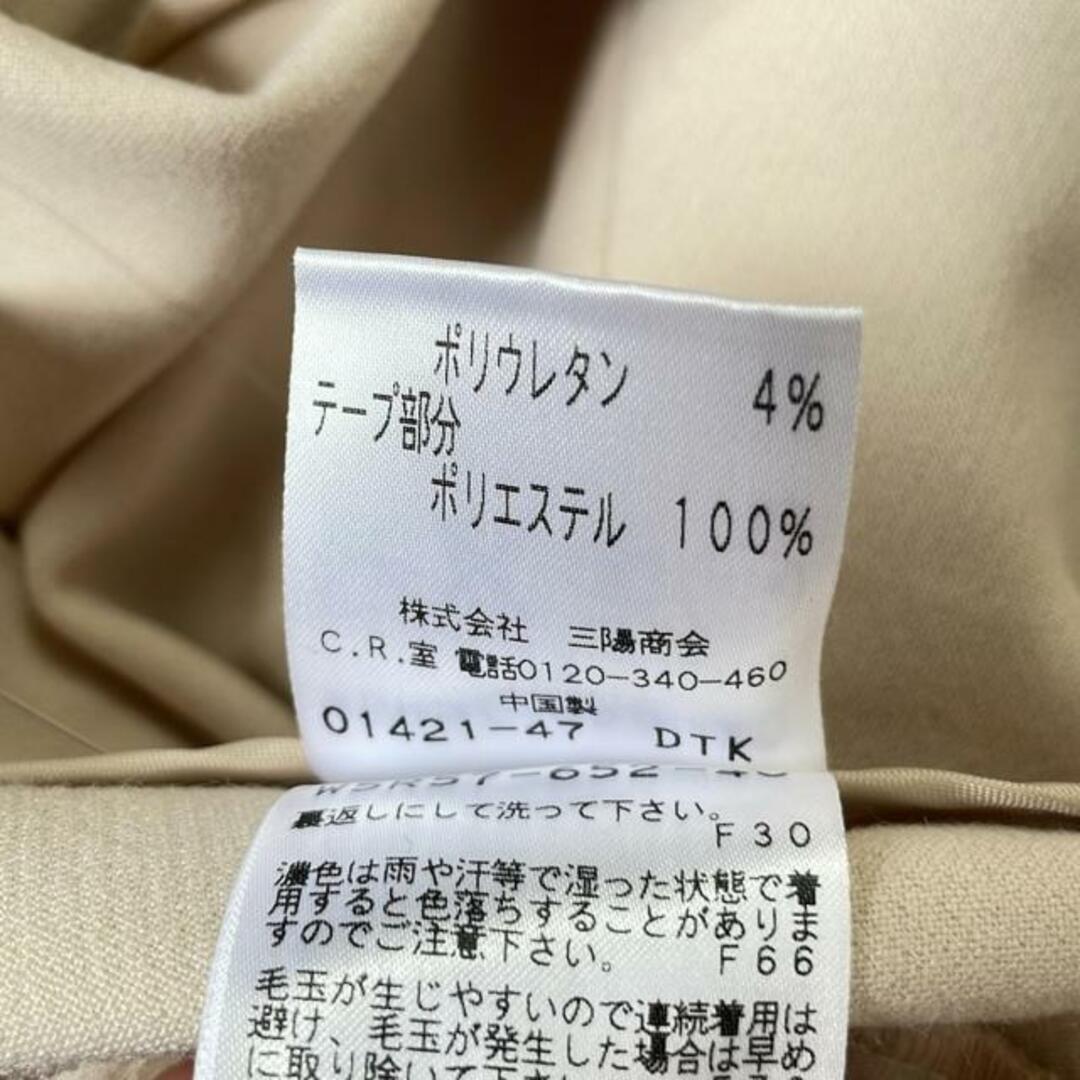 ポリウレタン 4%
テープ部分
ポリエステル 100%
株式会社 三陽商会
C.R.室 電話0120-340-460
中国製
01421-47 DTK
裏返しにして洗って下さい。
F30
濃色は雨や汗等で湿った状態で着
用すると色落ちすることがありま
すのでご注意下さい。 F66
毛玉が生じやすいので連続着用は
避け、毛玉が発生した場合は早め
に取り除いて下さい